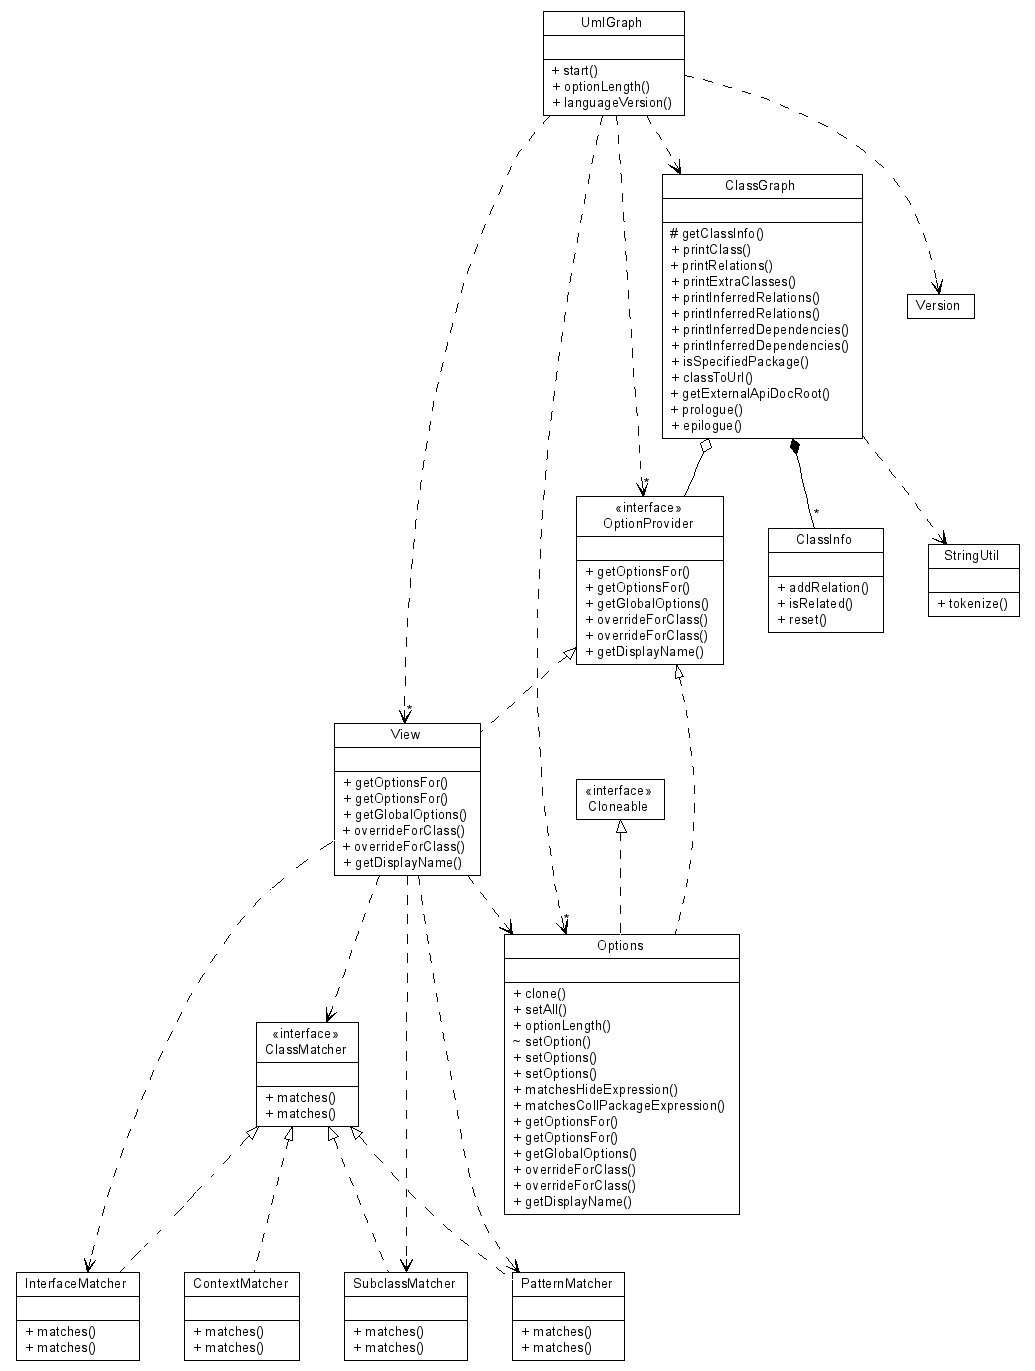 UmlGraph
+ start()
+ optionLength()
+ languageVersion()
ClassGraph
# getClassInfo()
+ printClass()
+ printRelations()
+ printExtraClasses()
+ printInferredRelations()
+ printInferredRelations()
+ printInferredDependencies()
+ printInferredDependencies()
+ isSpecifiedPackage()
+ classToUrl()
+ getExternalApiDocRoot()
+ prologue()
+ epilogue()
Version
*
«interface»
OptionProvider
+ getOptionsFor()
+ getOptionsFor()
+ getGlobalOptions()
+ overrideForClass()
+ overrideForClass()
+ getDisplayName()
*
ClassInfo
+ addRelation()
+ isRelated()
+ reset()
StringUtil
+ tokenize()
*
View
+ getOptionsFor()
+ getOptionsFor()
+ getGlobalOptions()
+ overrideForClass()
+ overrideForClass()
+ getDisplayName()
«interface»
Cloneable
*
Options
+ clone()
+ setAll()
+ optionLength()
~ setOption()
+ setOptions()
+ setOptions()
+ matchesHideExpression()
+ matchesCollPackageExpression()
+ getOptionsFor()
+ getOptionsFor()
+ getGlobalOptions()
+ overrideForClass()
+ overrideForClass()
+ getDisplayName()
«interface»
ClassMatcher
+ matches()
+ matches()
InterfaceMatcher
+ matches()
+ matches()
ContextMatcher
+ matches()
+ matches()
SubclassMatcher
+ matches()
+ matches()
PatternMatcher
+ matches()
+ matches()